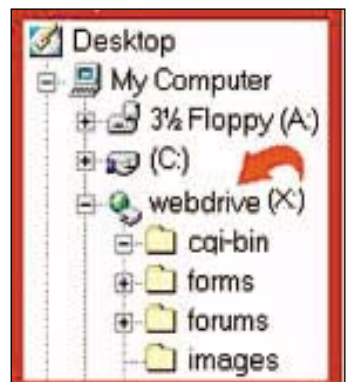 Desktop
My Computer
3½ Floppy (A:)
(C:)
webdrive (X:)
cgi-bin
forms
forums
images